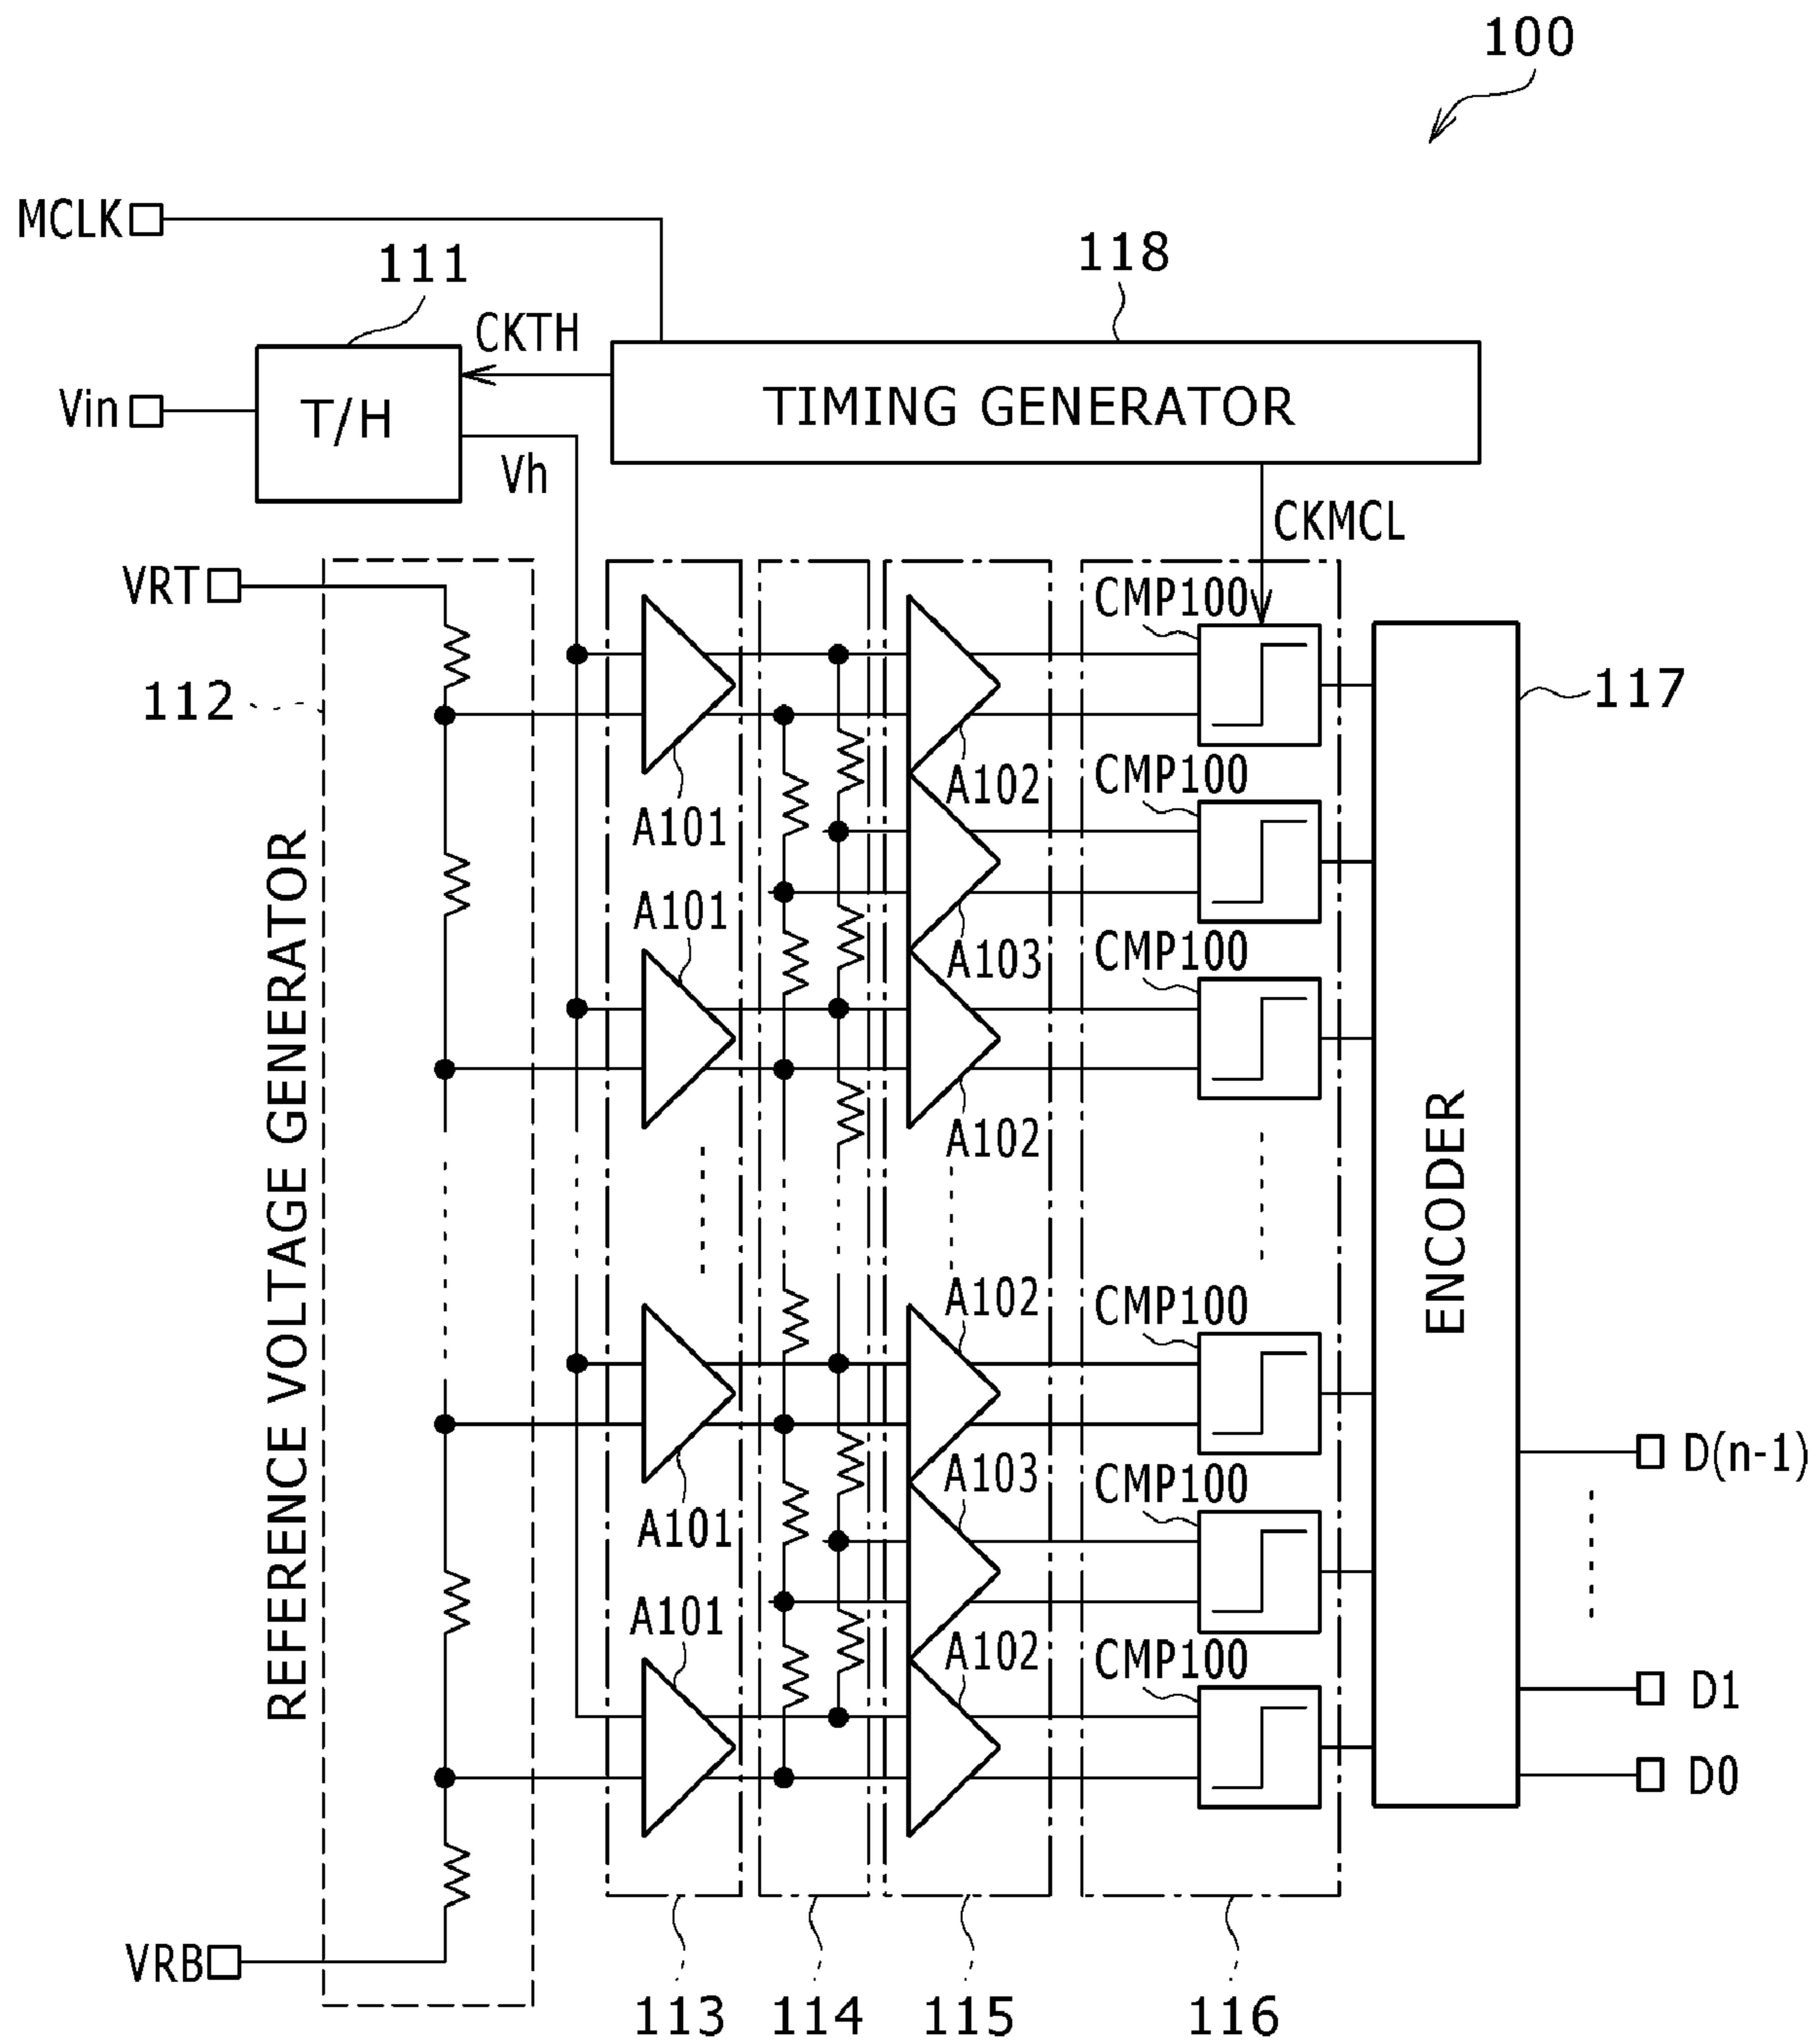 100
MCLK
111
118
CKTH
Vin
T/H
TIMING GENERATOR
Vh
CKMCL
VRT
CMP100
112
117
A101
A102
CMP100
A101
A103
CMP100
REFERENCE VOLTAGE GENERATOR
A102
ENCODER
A102
CMP100
D(n-1)
A101
A103
CMP100
A101
A102
CMP100
D1
D0
VRB
113
114
115
116